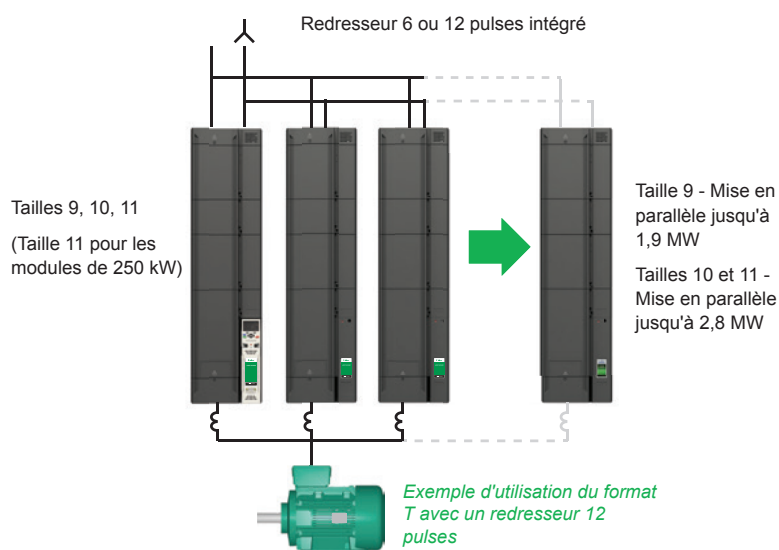 Redresseur 6 ou 12 pulses intégré
Tailles 9, 10, 11
(Taille 11 pour les
modules de 250 kW)
Taille 9 - Mise en
parallèle jusqu'à
1,9 MW
Tailles 10 et 11 -
Mise en parallèle
jusqu'à 2,8 MW
Exemple d'utilisation du format
T avec un redresseur 12
pulses